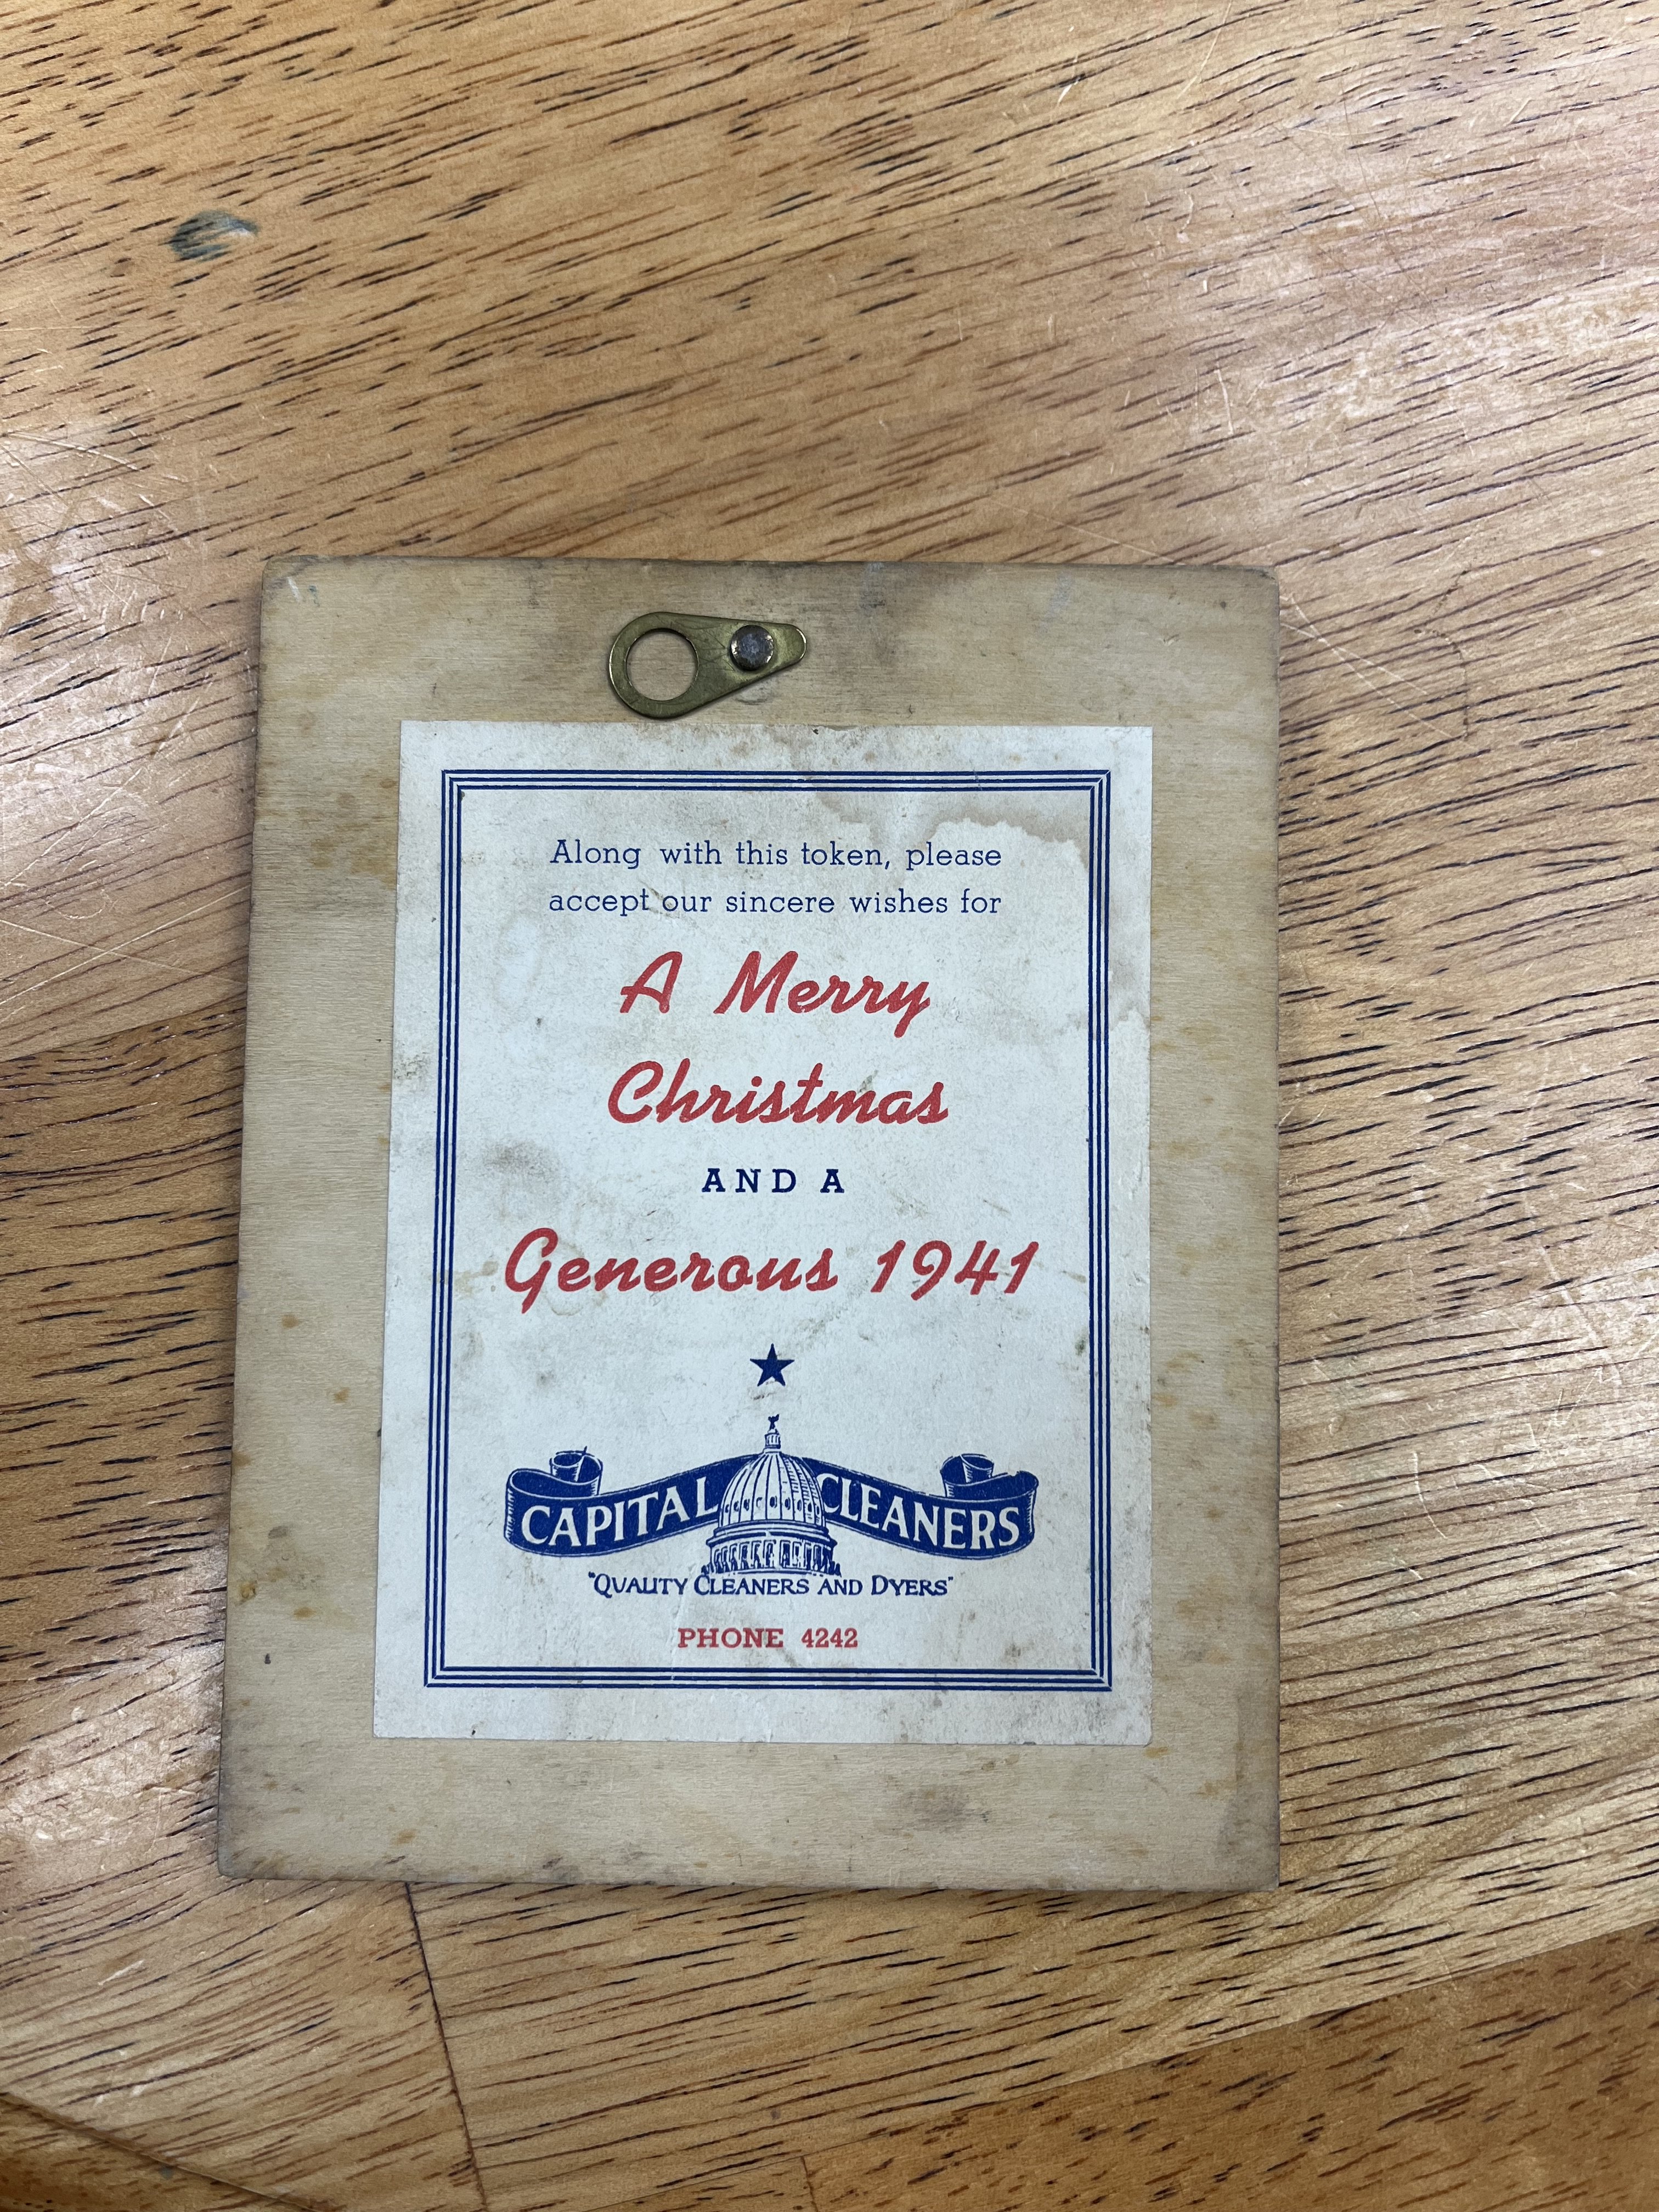 Along with this token, please
accept our sincere wishes for
A Merry
Christmas
AND A
Generous 1941
CAPITAL CLEANERS
"QUALITY CLEANERS AND DYERS"
PHONE 4242